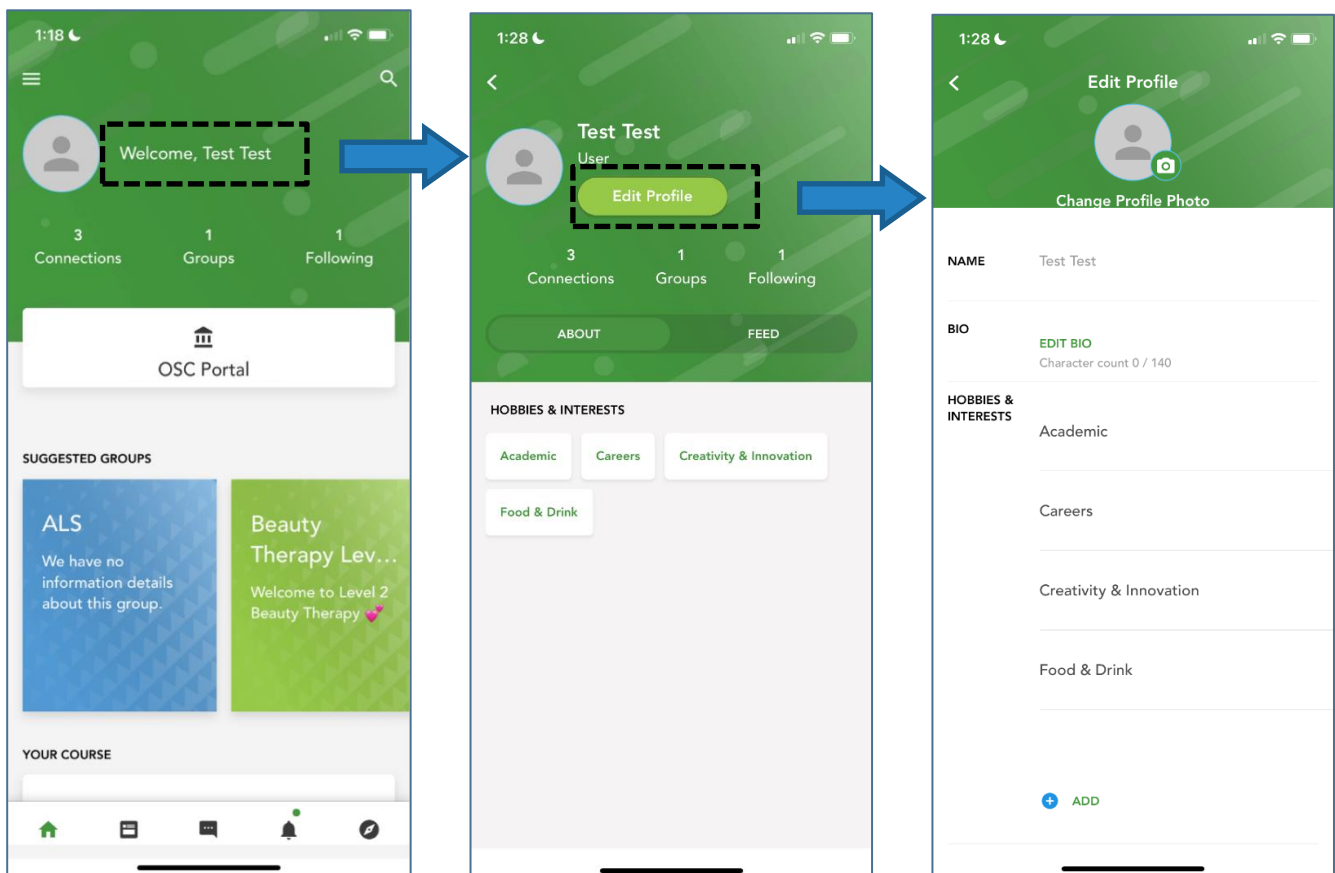 1:18
Welcome, Test Test
3
1
1
Connections
Groups
Following
OSC Portal
SUGGESTED GROUPS
ALS
We have no
information details
about this group.
Beauty
Therapy Lev...
Welcome to Level 2
Beauty Therapy 💕
YOUR COURSE
1:28
Test Test
User
Edit Profile
3
1
1
Connections
Groups
Following
ABOUT
FEED
HOBBIES & INTERESTS
Academic
Careers
Creativity & Innovation
Food & Drink
1:28
Edit Profile
Change Profile Photo
NAME
Test Test
BIO
EDIT BIO
Character count 0 / 140
HOBBIES &
INTERESTS
Academic
Careers
Creativity & Innovation
Food & Drink
ADD